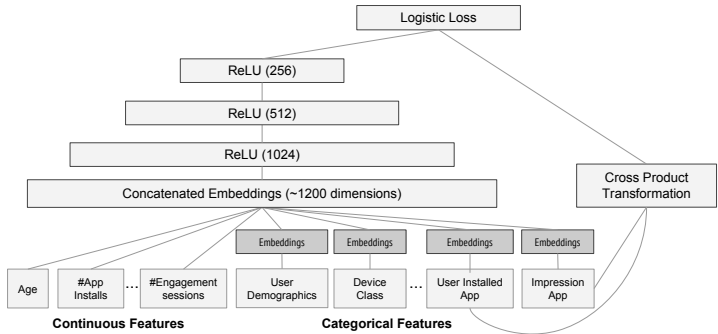 Logistic Loss
ReLU (256)
ReLU (512)
ReLU (1024)
Concatenated Embeddings (~1200 dimensions)
Cross Product
Transformation
Embeddings
Embeddings
Embeddings
Embeddings
Age
#App
Installs
...
#Engagement
sessions
User
Demographics
Device
Class
...
User Installed
App
Impression
App
Continuous Features
Categorical Features